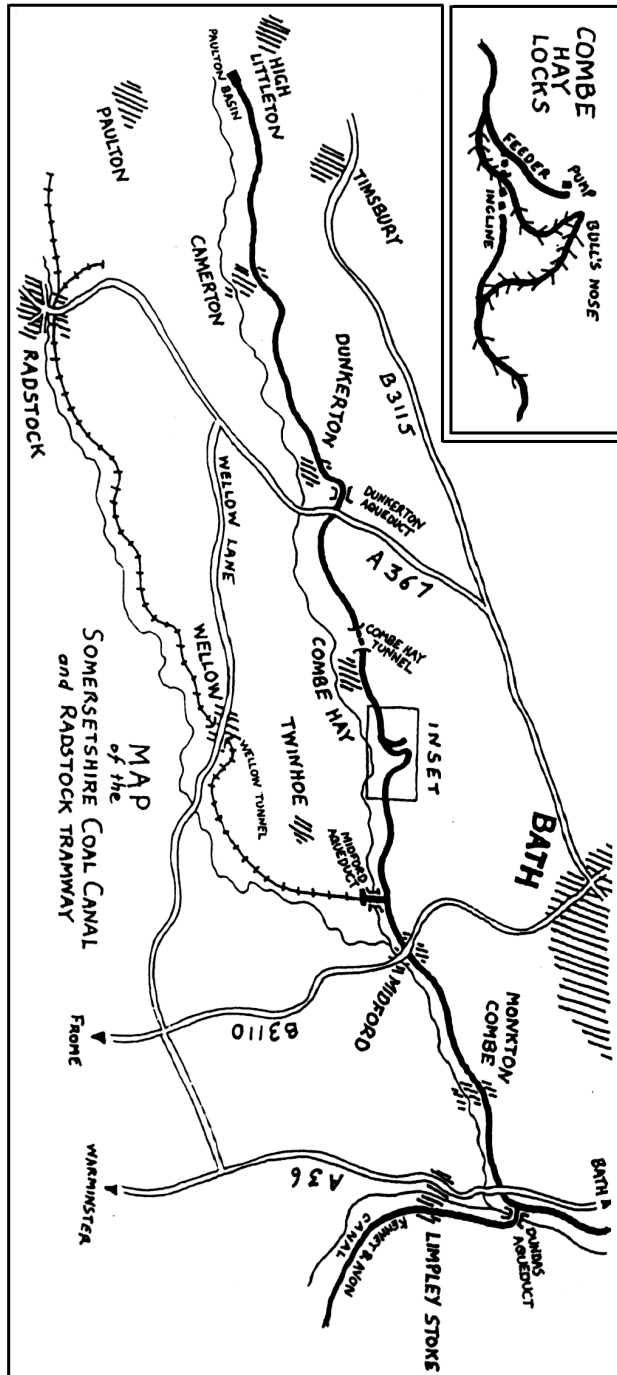 COMBE
HAY
LOCKS
FEEDER
PUMP
INCLINE
BULL'S NOSE
HIGH
LITTLETON
PAULTON BASIN
PAULTON
TIMSBURY
CAMERTON
RADSTOCK
DUNKERTON
DUNKERTON
AQUEDUCT
B3115
A367
WELLOW LANE
COMBE HAY
TUNNEL
COMBE HAY
INSET
WELLOW
WELLOW TUNNEL
TWINHOE
MIDFORD
AQUEDUCT
BATH
MIDFORD
MONKTON
COMBE
B3110
FROME
A36
WARMINSTER
BATH
DUNDAS
AQUEDUCT
LIMPLEY STOKE
KENNET & AVON
CANAL
MAP
of the
SOMERSETSHIRE COAL CANAL
and RADSTOCK TRAMWAY